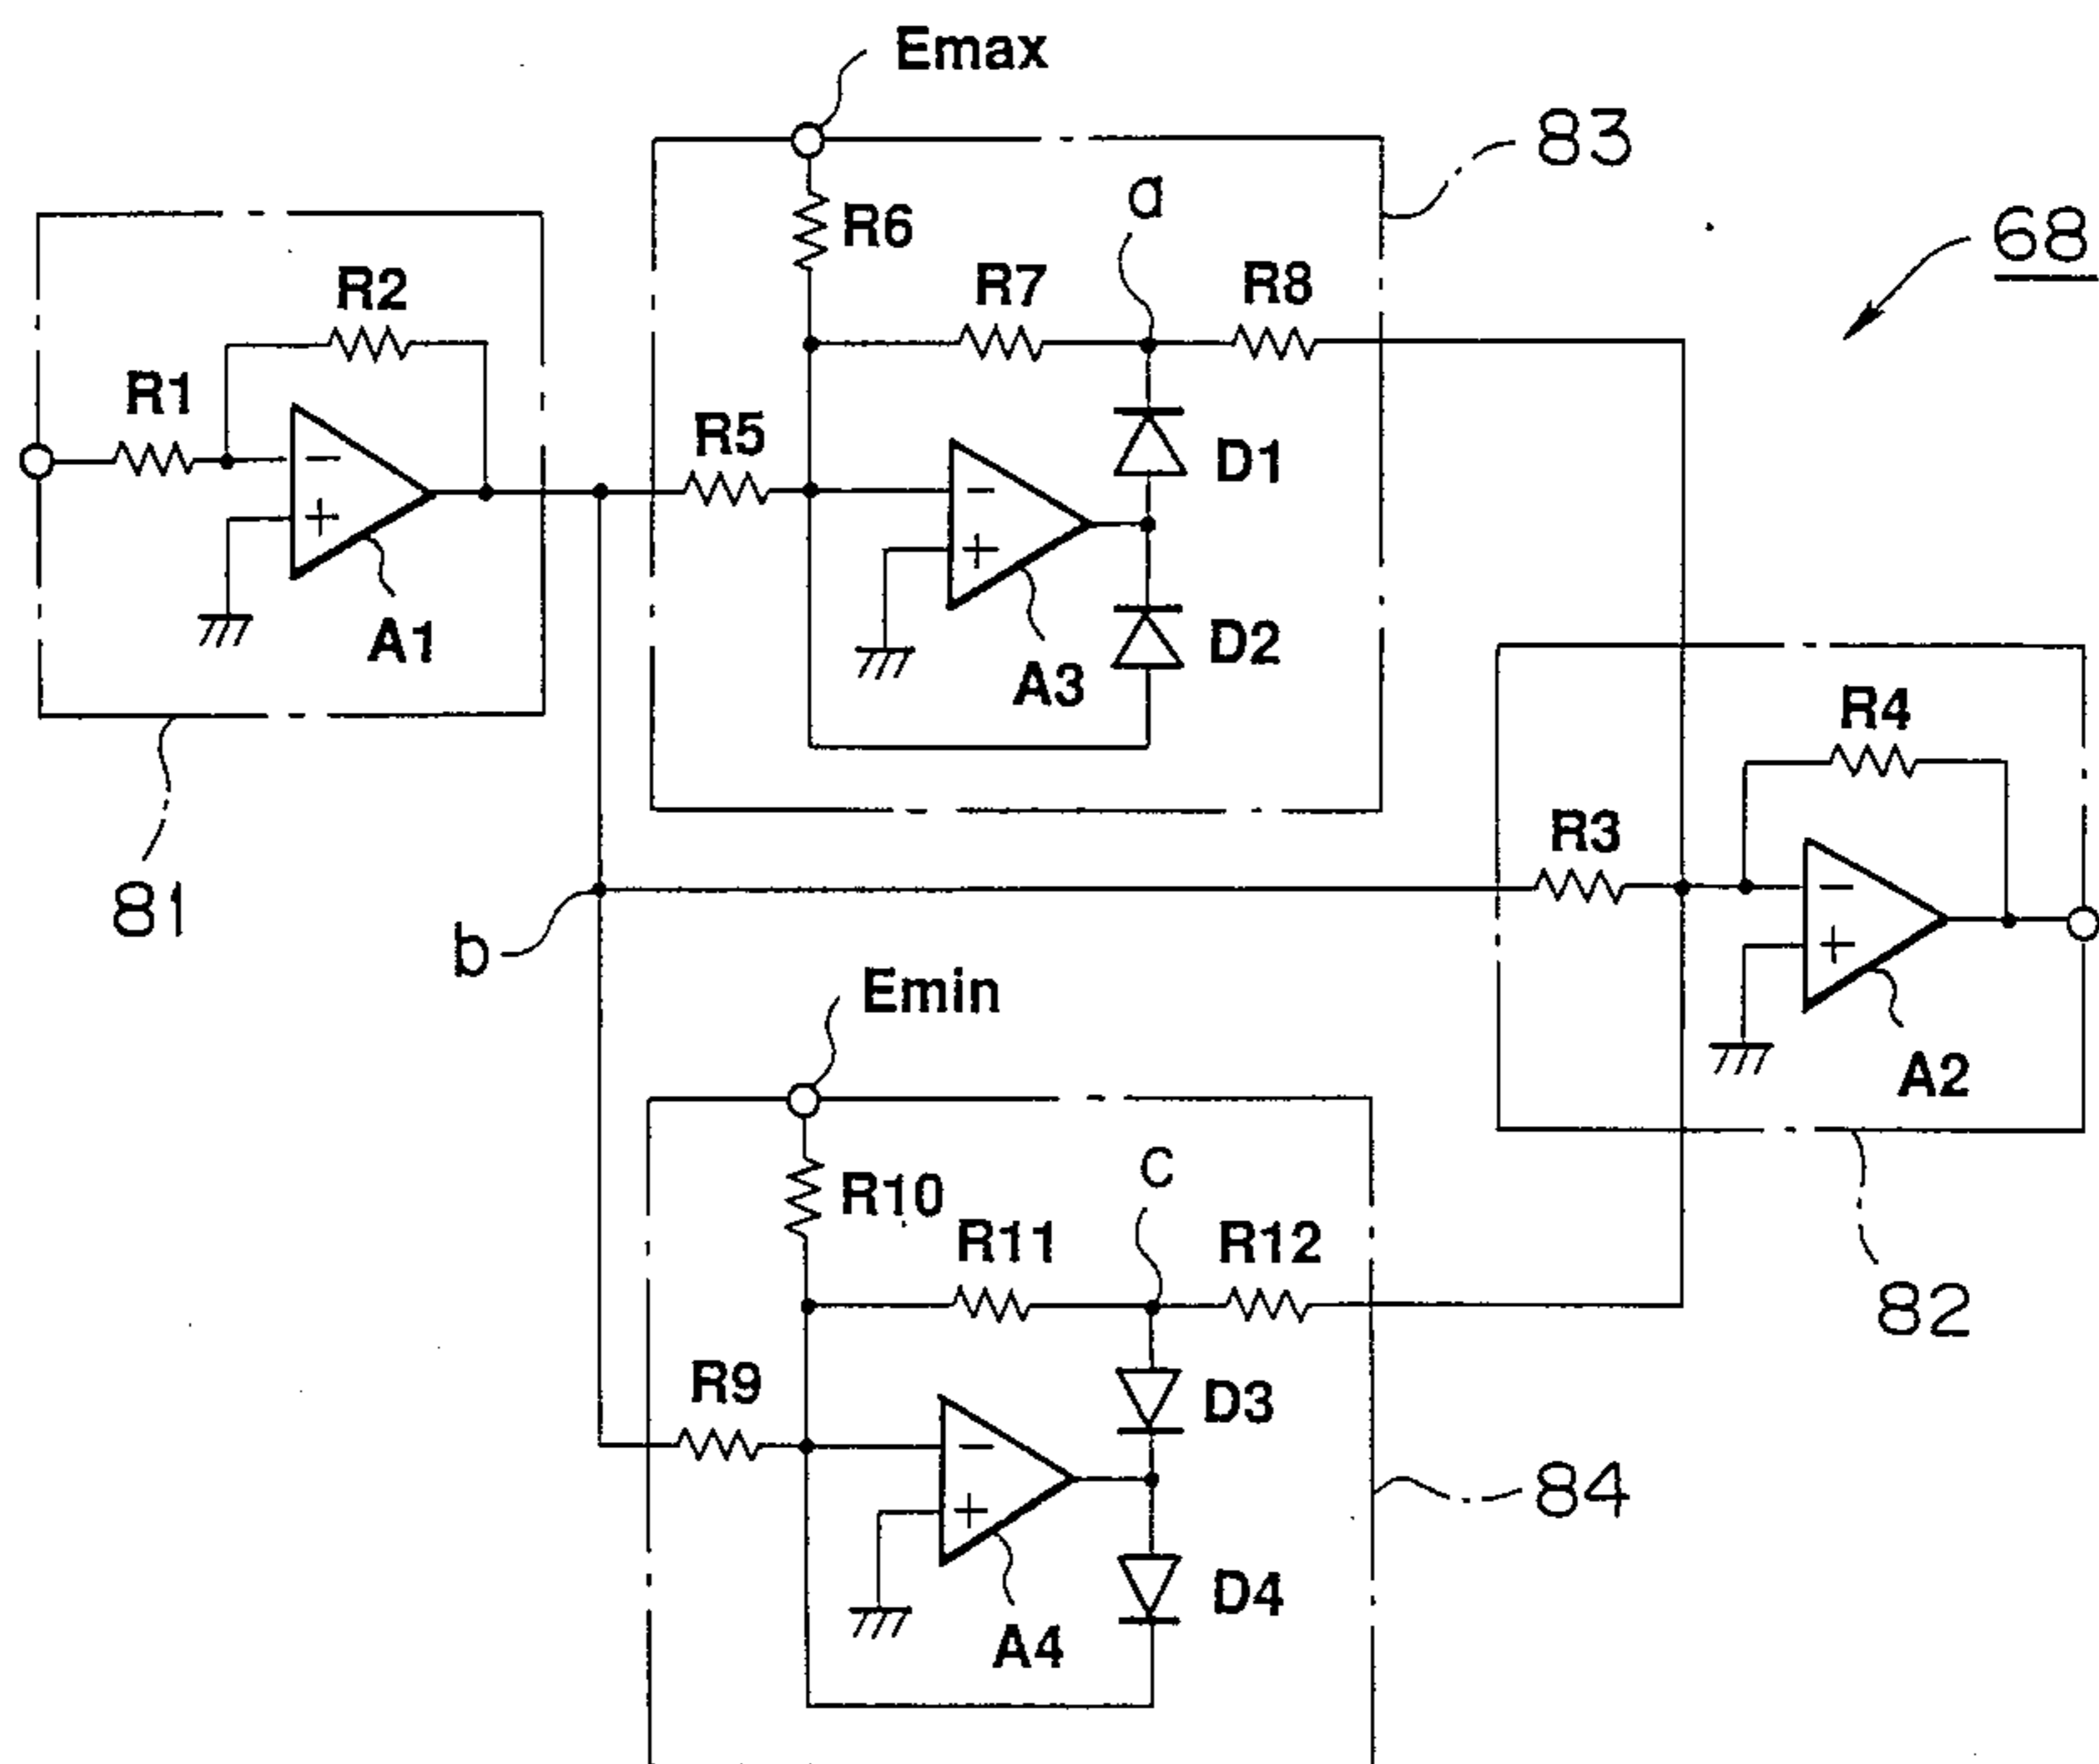 Emax
83
a
68
R6
R2
R7
R8
R1
R5
D1
−
+
A1
−
+
D2
A3
R4
R3
81
b
−
+
Emin
A2
C
R10
R11
R12
82
R9
D3
−
+
84
D4
A4